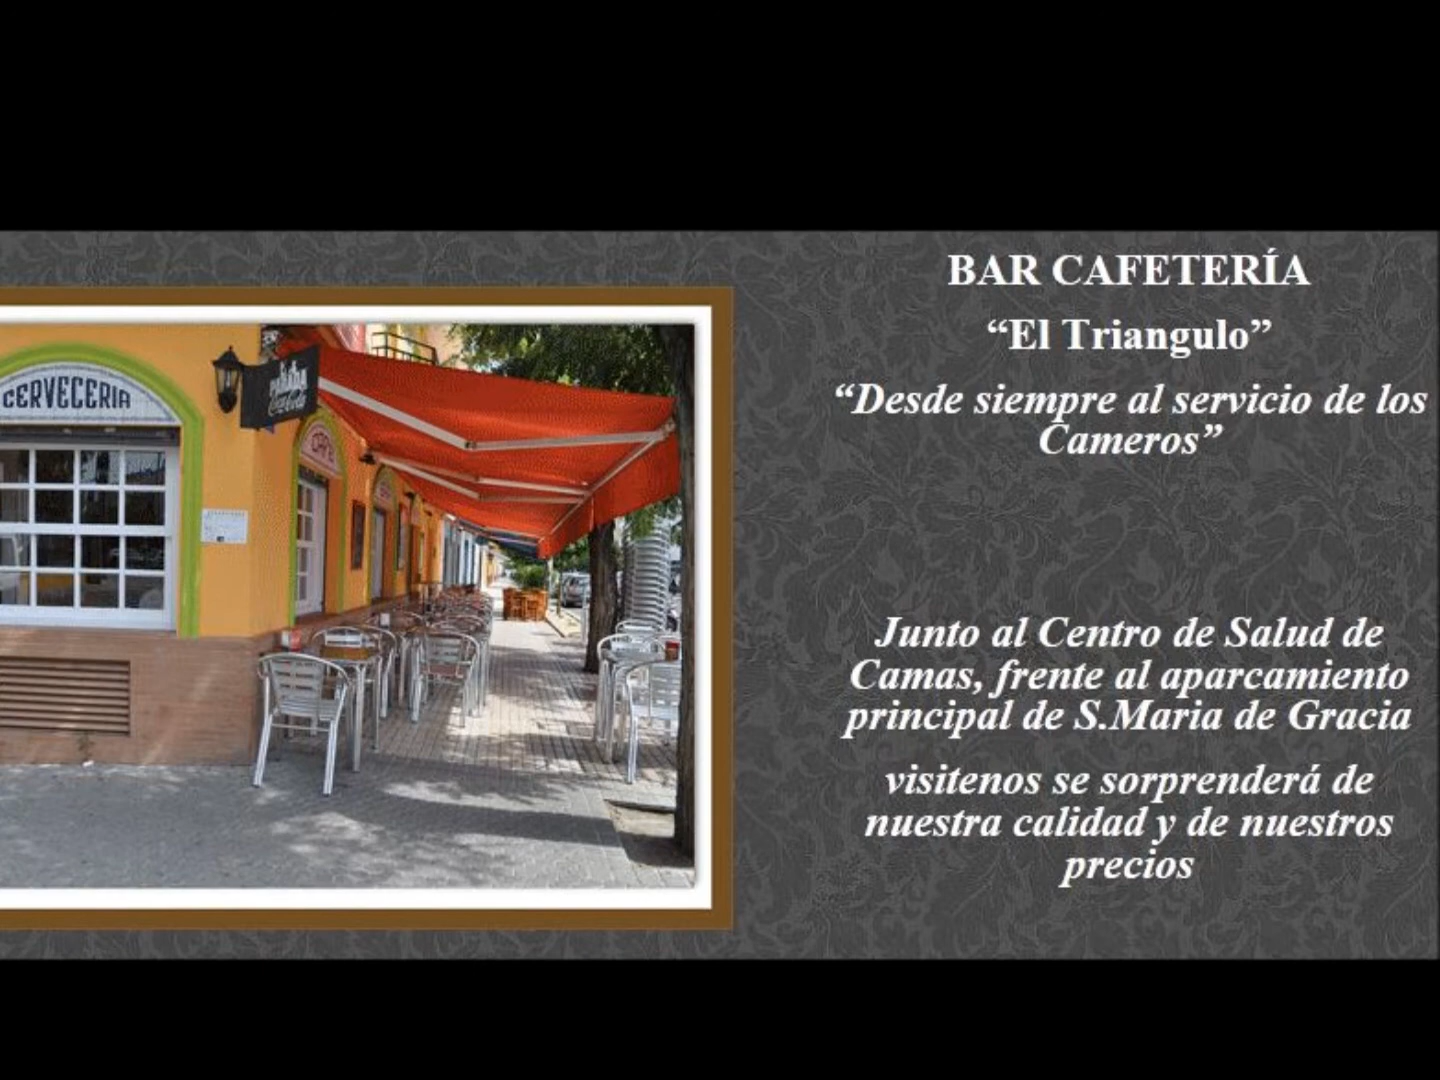 BAR CAFETERÍA
“El Triangulo”
“Desde siempre al servicio de los
Cameros”
CERVECERIA
PARADA
CAFE
Junto al Centro de Salud de
Camas, frente al aparcamiento
principal de S.Maria de Gracia
visitenos se sorprenderá de
nuestra calidad y de nuestros
precios